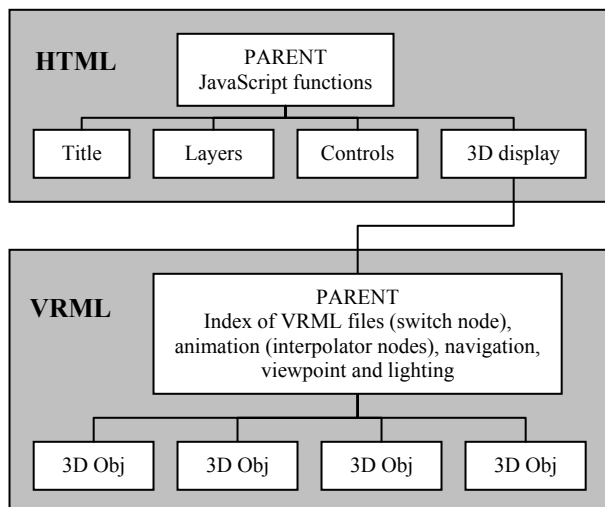 HTML
PARENT
JavaScript functions
Title
Layers
Controls
3D display
VRML
PARENT
Index of VRML files (switch node),
animation (interpolator nodes), navigation,
viewpoint and lighting
3D Obj
3D Obj
3D Obj
3D Obj